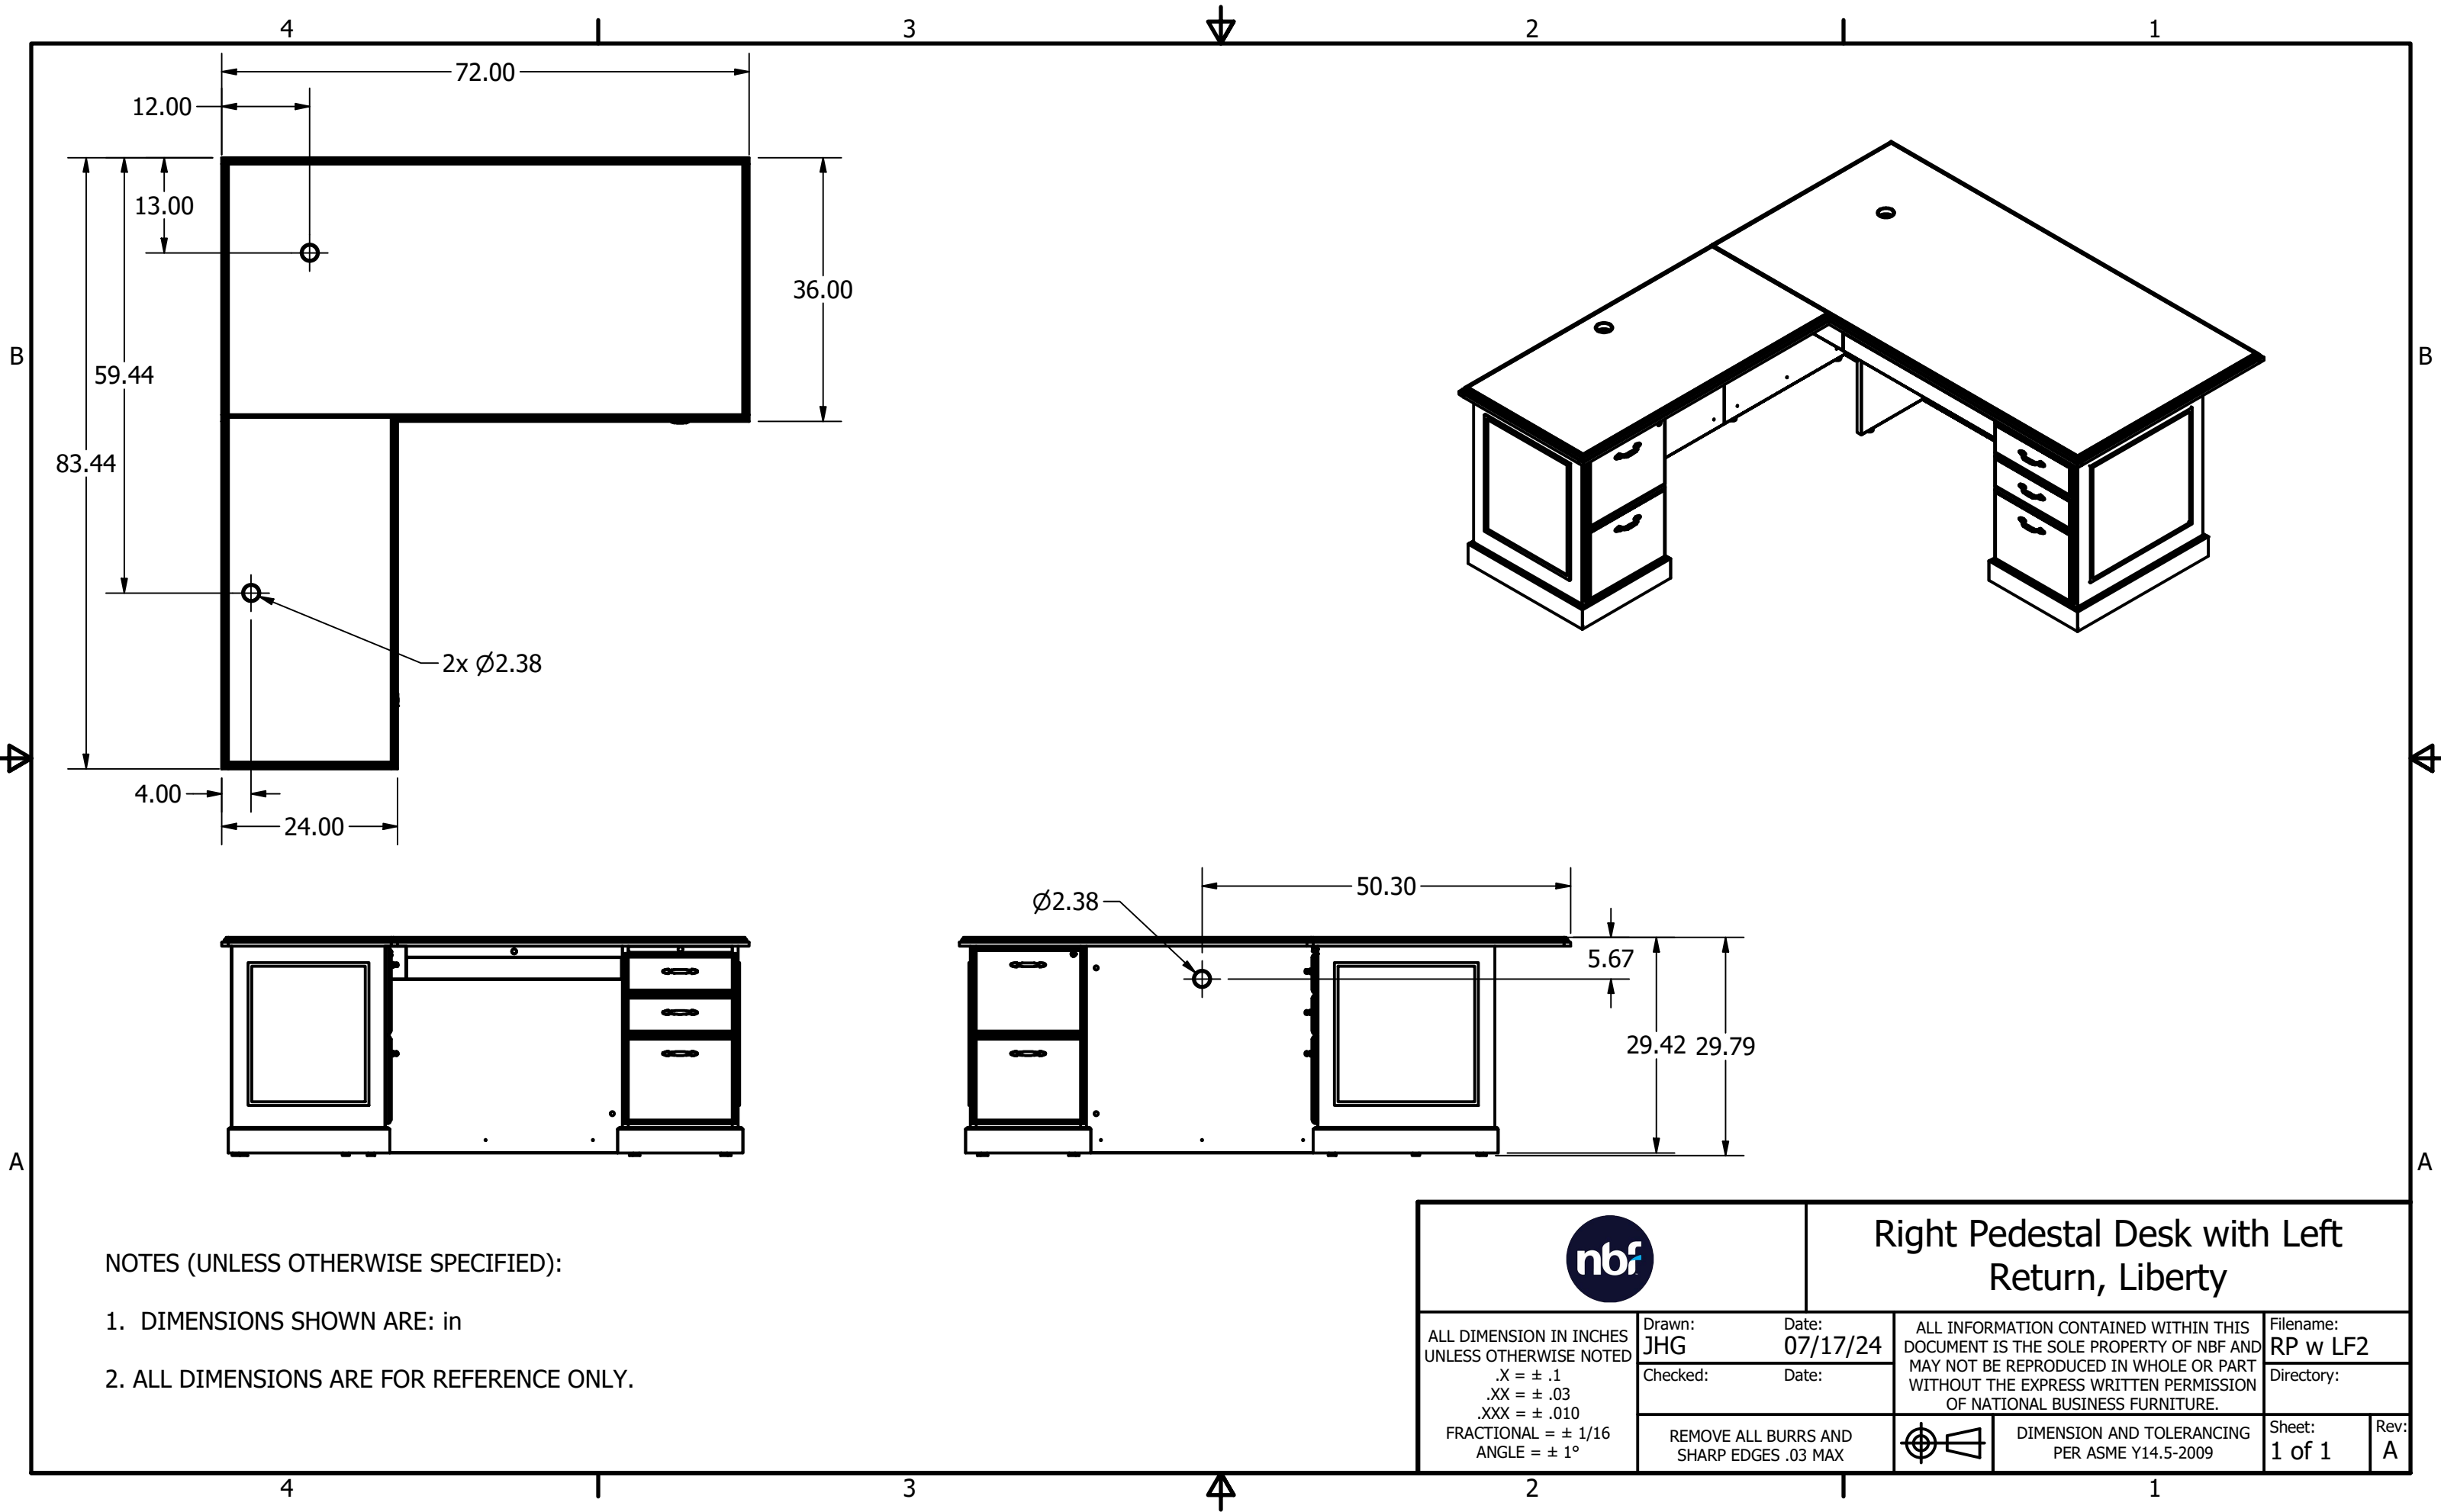 4
3
2
1
72.00
12.00
13.00
36.00
B
B
59.44
83.44
2x ∅2.38
4.00
24.00
50.30
∅2.38
5.67
29.42
29.79
A
A
NOTES (UNLESS OTHERWISE SPECIFIED):
1. DIMENSIONS SHOWN ARE: in
2. ALL DIMENSIONS ARE FOR REFERENCE ONLY.
nbf
Right Pedestal Desk with Left
Return, Liberty
ALL DIMENSION IN INCHES
UNLESS OTHERWISE NOTED
.X = ± .1
.XX = ± .03
.XXX = ± .010
FRACTIONAL = ± 1/16
ANGLE = ± 1°
Drawn:
JHG
Date:
07/17/24
Checked:
Date:
REMOVE ALL BURRS AND
SHARP EDGES .03 MAX
ALL INFORMATION CONTAINED WITHIN THIS
DOCUMENT IS THE SOLE PROPERTY OF NBF AND
MAY NOT BE REPRODUCED IN WHOLE OR PART
WITHOUT THE EXPRESS WRITTEN PERMISSION
OF NATIONAL BUSINESS FURNITURE.
DIMENSION AND TOLERANCING
PER ASME Y14.5-2009
Filename:
RP w LF2
Directory:
Sheet:
1 of 1
Rev:
A
4
3
2
1